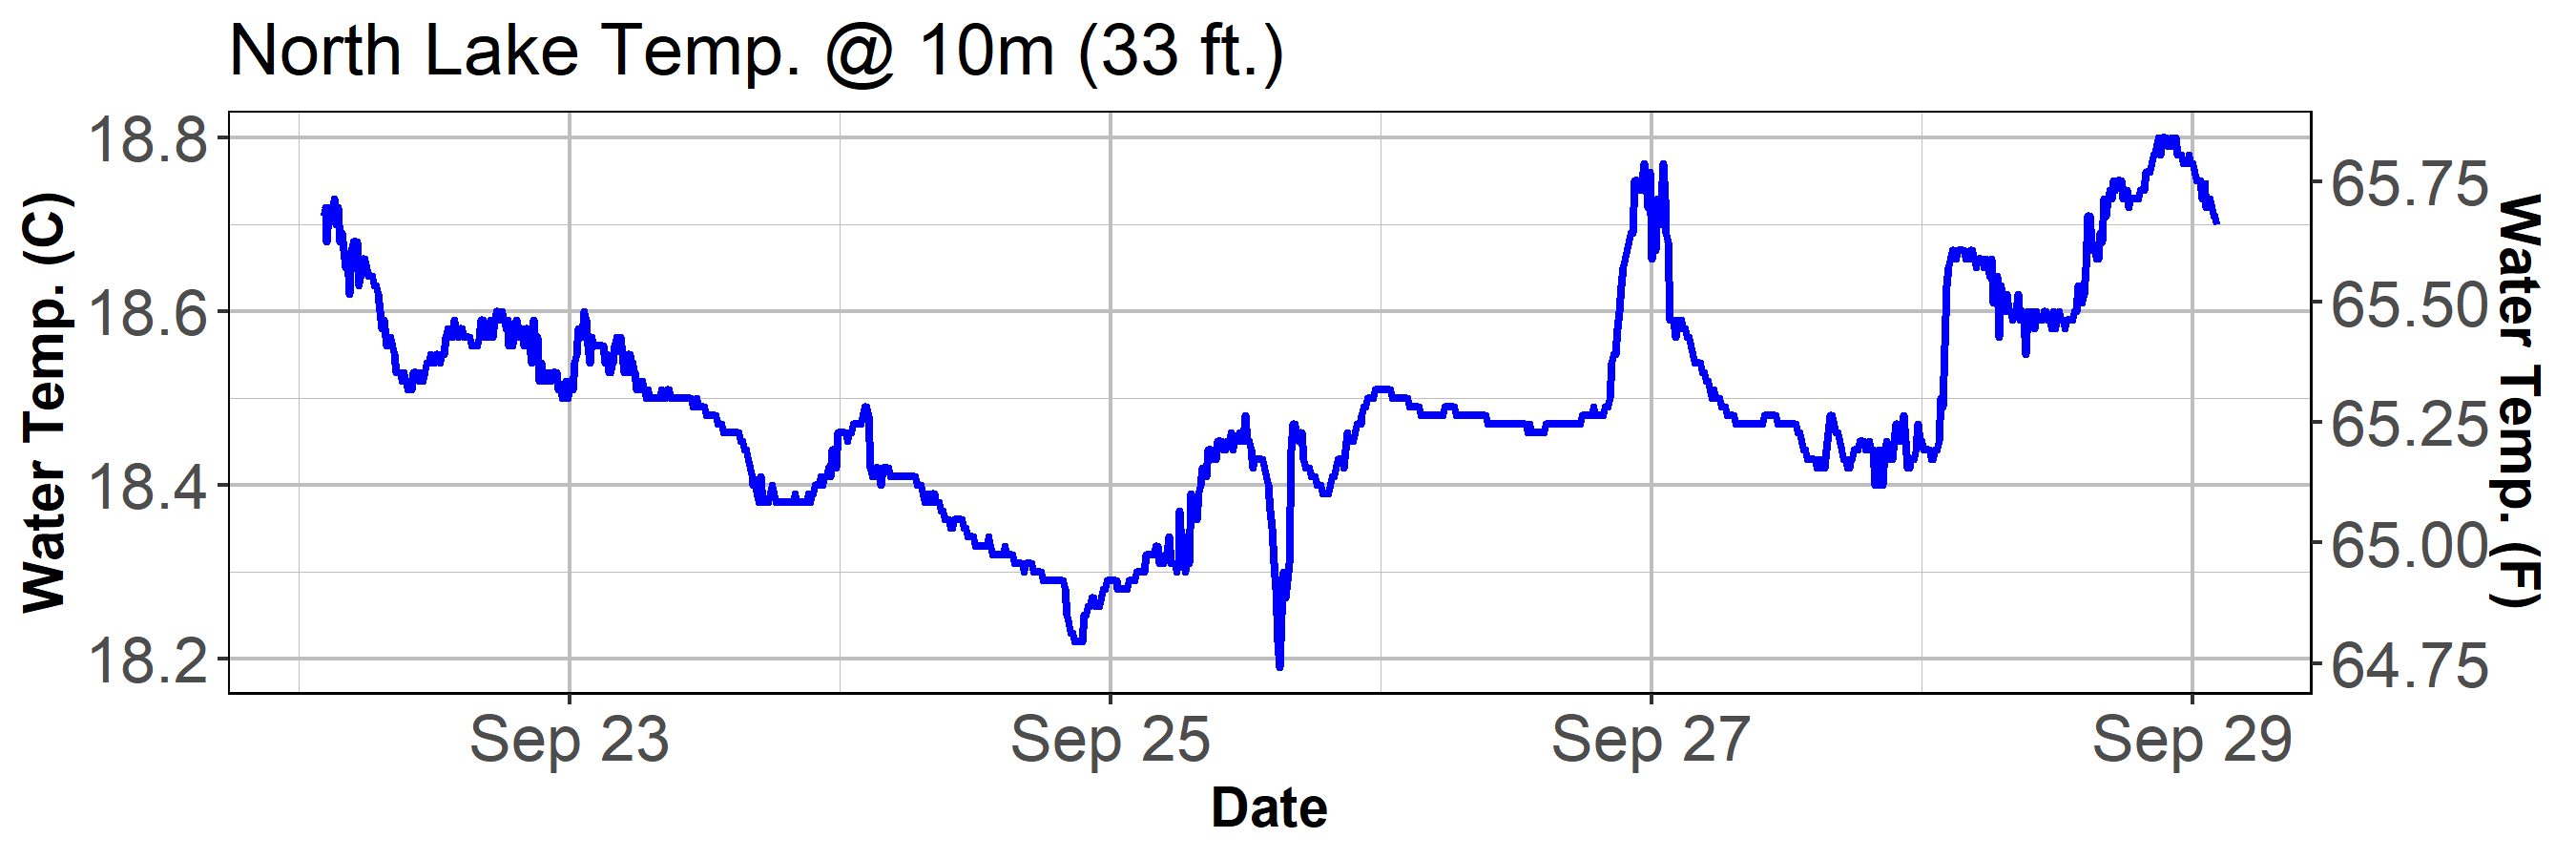 North Lake Temp. @ 10m (33 ft.)
Water Temp. (C)
18.8
18.6
18.4
18.2
65.75
65.50
65.25
65.00
64.75
Water Temp. (F)
Sep 23
Sep 25
Sep 27
Sep 29
Date